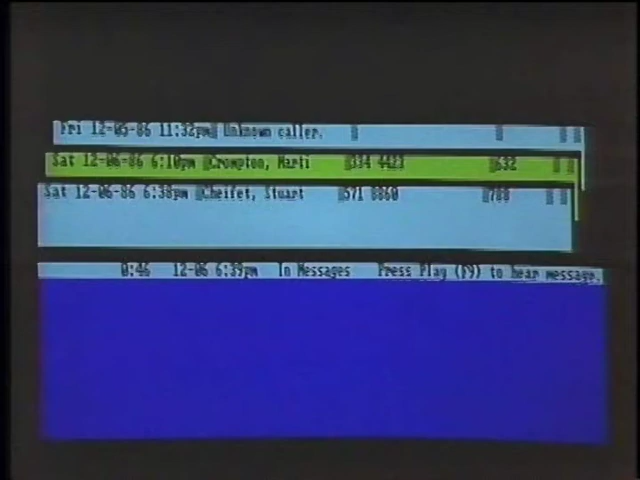 Fri 12-05-86 11:32pm Unknown caller.
Sat 12-06-86 6:10pm Crompton, Marti 334 4423 632
Sat 12-06-86 6:38pm Cheifet, Stuart 571 8860 788
0:46 12-06 6:39pm In Messages Press Play (F9) to hear message.